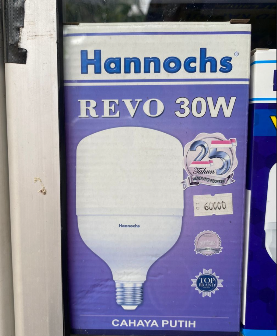 Hannochs®
REVO 30W
25
Tahun
60000
Hannochs
TOP
CAHAYA PUTIH